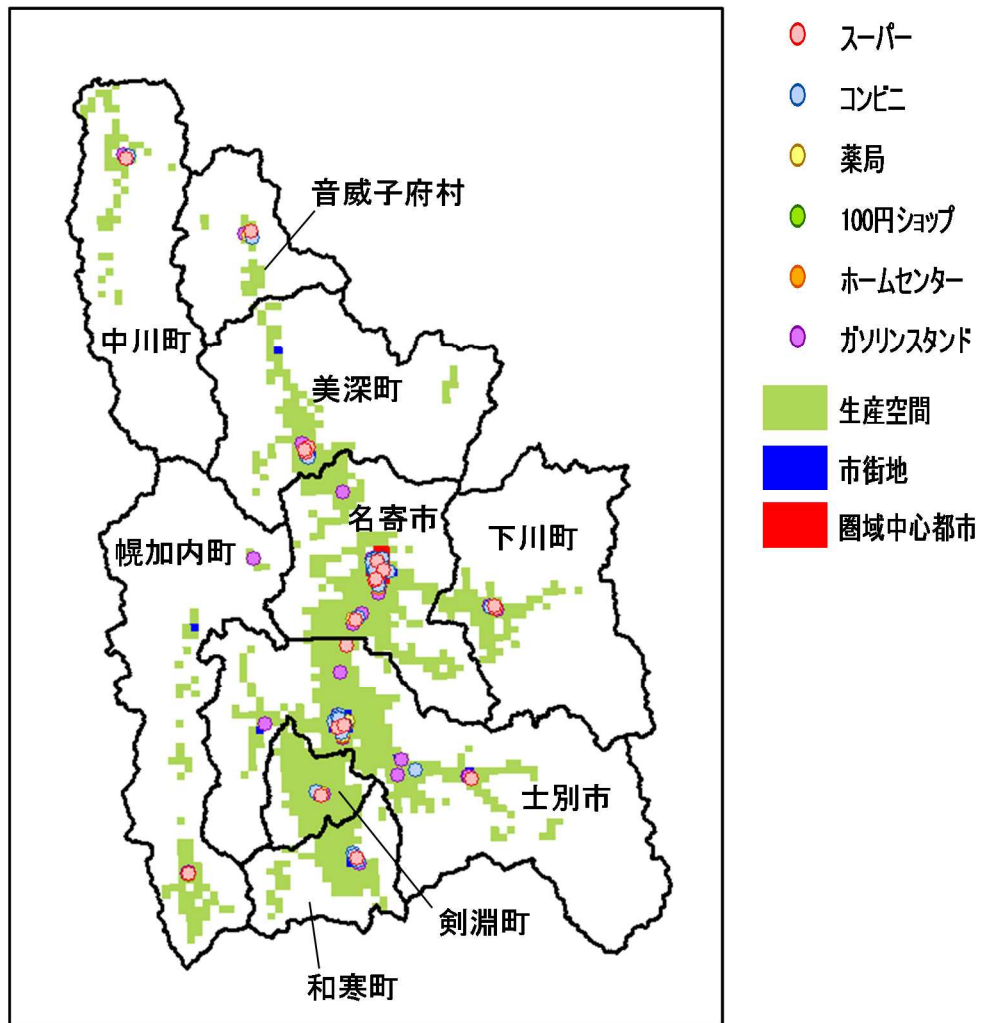 スーパー
コンビニ
薬局
100円ショップ
ホームセンター
ガソリンスタンド
生産空間
市街地
圏域中心都市
音威子府村
中川町
美深町
名寄市
下川町
幌加内町
士別市
剣淵町
和寒町